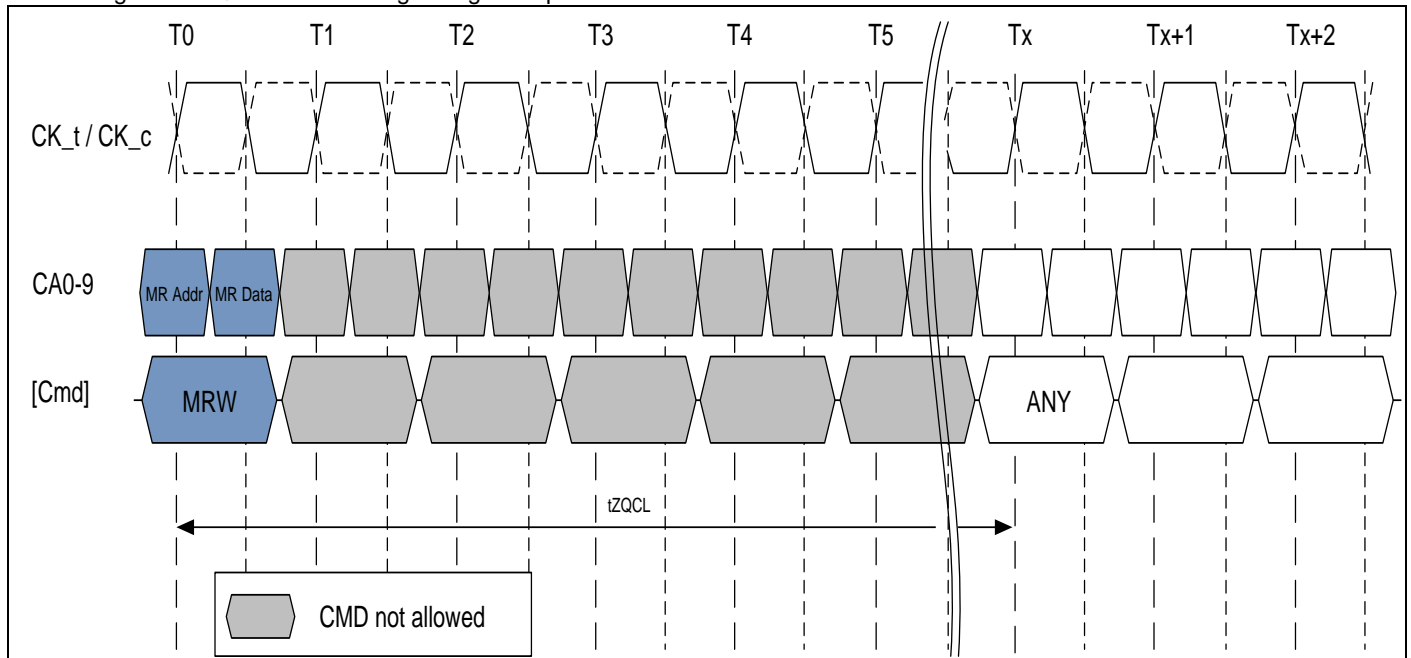 T0 T1 T2 T3 T4 T5 Tx Tx+1 Tx+2
CK_t / CK_c
CA0-9
MR Addr MR Data
[Cmd]
MRW ANY
tZQCL
CMD not allowed